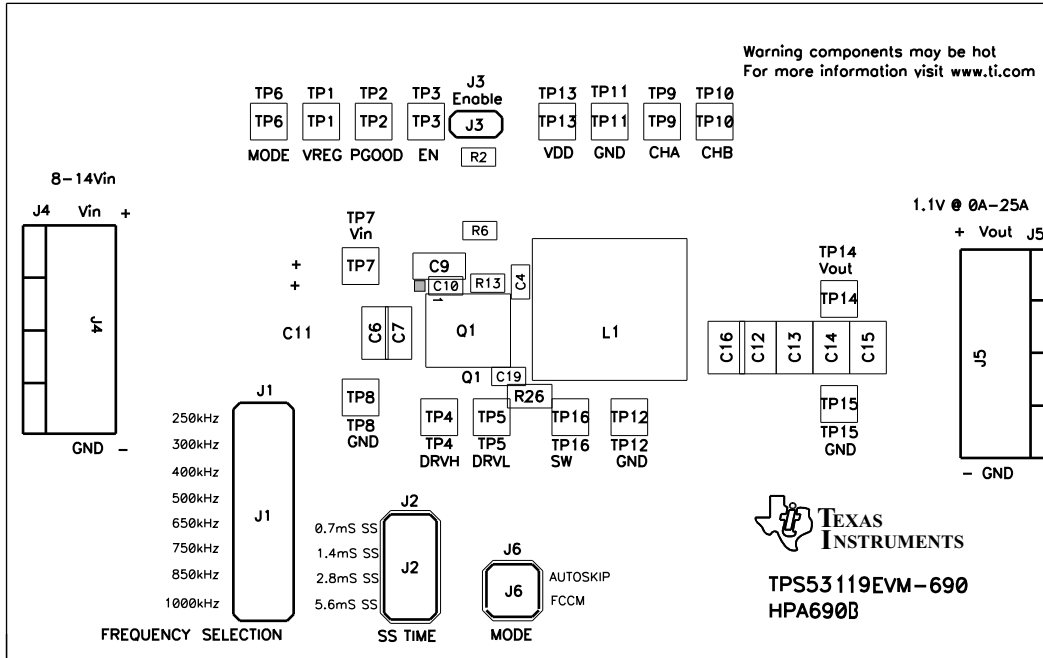 Warning components may be hot
For more information visit www.ti.com
J3
TP6 TP1 TP2 TP3 Enable TP13 TP11 TP9 TP10
TP6 TP1 TP2 TP3 J3 TP13 TP11 TP9 TP10
MODE VREG PGOOD EN R2 VDD GND CHA CHB
8-14Vin
J4 Vin +
1.1V @ 0A-25A
+ Vout J5
TP7
Vin
TP7
R6
+
+
C9
C10 R13 C4
1
TP14
Vout
TP14
J4
C11
C6 C7
Q1
L1
C16 C12 C13 C14 C15
J5
Q1 C19
R26
TP8
TP8
GND
TP4 TP5 TP16 TP12
TP4 TP5 TP16 TP12
DRVH DRVL SW GND
TP15
TP15
GND
GND -
- GND
J1
J1
250kHz
300kHz
400kHz
500kHz
650kHz
750kHz
850kHz
1000kHz
FREQUENCY SELECTION
J2
J2
0.7mS SS
1.4mS SS
2.8mS SS
5.6mS SS
SS TIME
J6
J6
AUTOSKIP
FCCM
MODE
TEXAS
INSTRUMENTS
TPS53119EVM-690
HPA690B